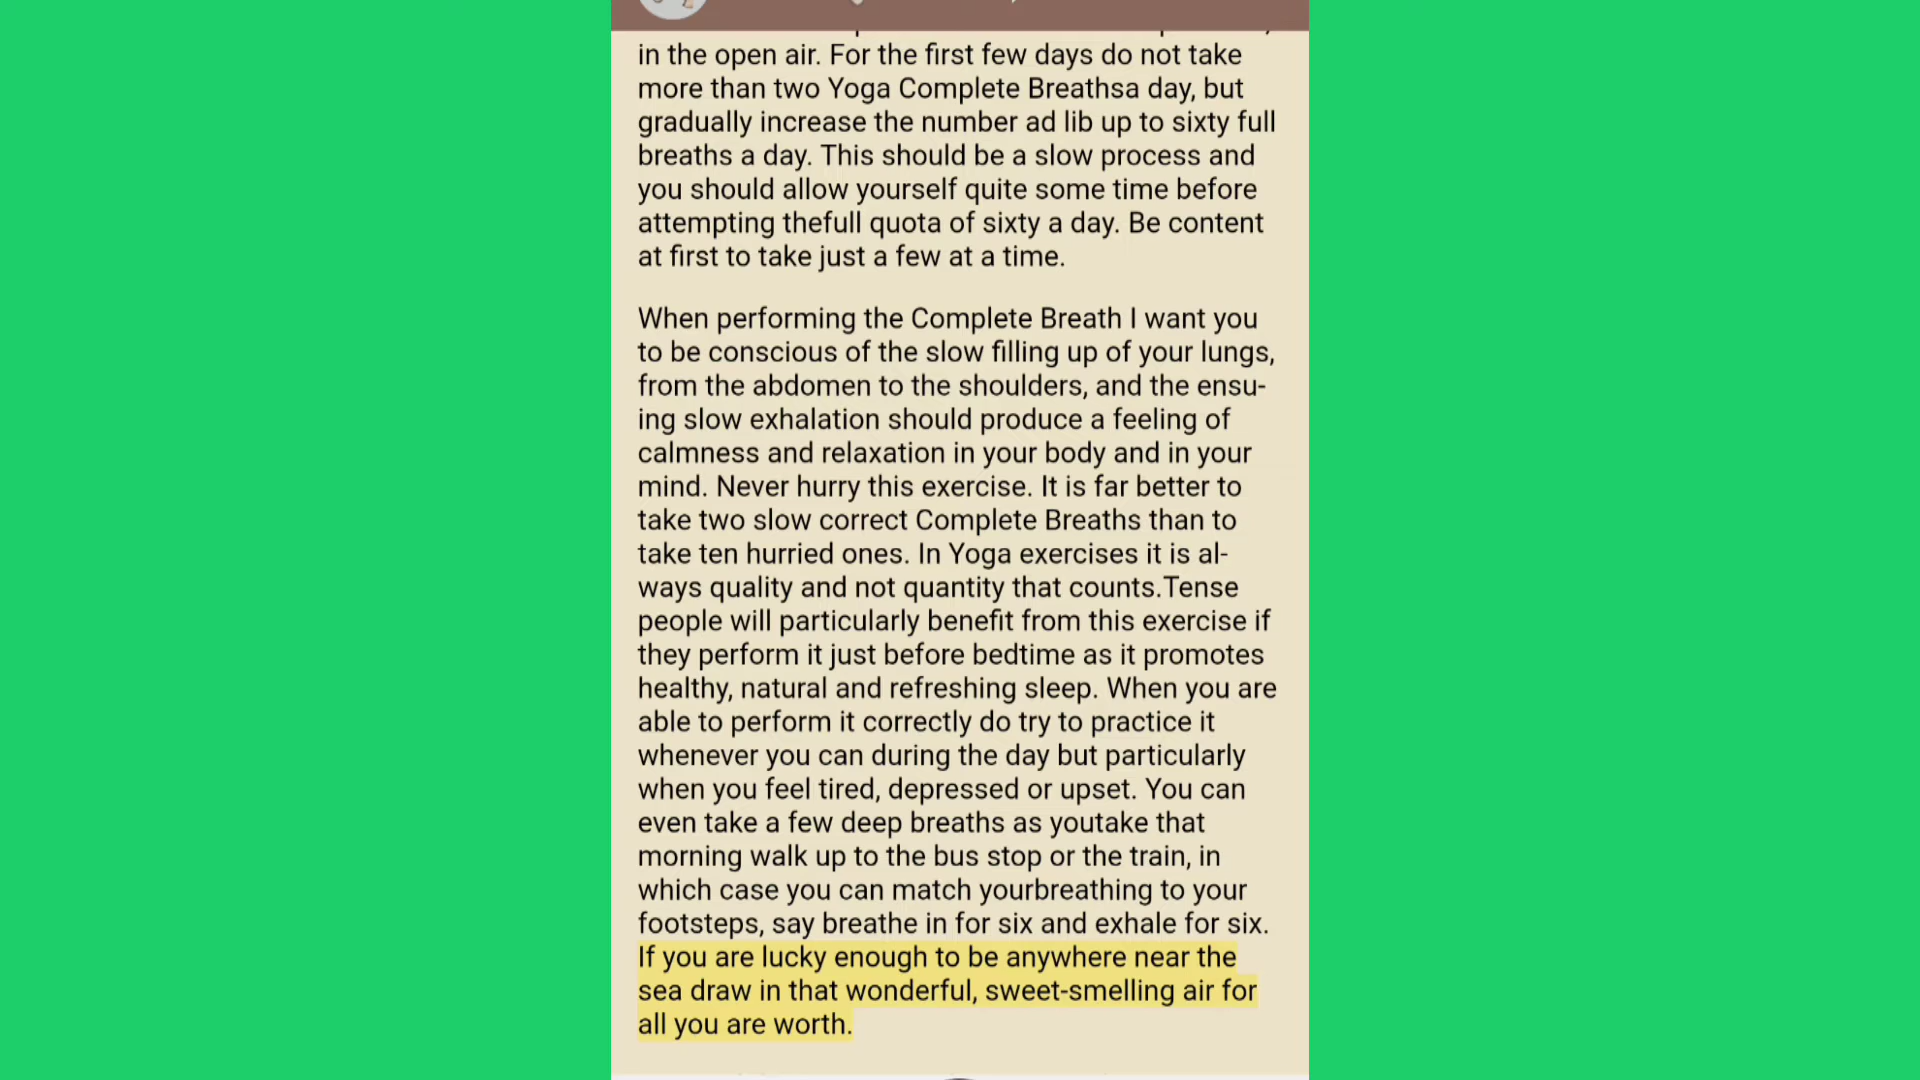 in the open air. For the first few days do not take
more than two Yoga Complete Breathsa day, but
gradually increase the number ad lib up to sixty full
breaths a day. This should be a slow process and
you should allow yourself quite some time before
attempting thefull quota of sixty a day. Be content
at first to take just a few at a time.
When performing the Complete Breath I want you
to be conscious of the slow filling up of your lungs,
from the abdomen to the shoulders, and the ensu-
ing slow exhalation should produce a feeling of
calmness and relaxation in your body and in your
mind. Never hurry this exercise. It is far better to
take two slow correct Complete Breaths than to
take ten hurried ones. In Yoga exercises it is al-
ways quality and not quantity that counts.Tense
people will particularly benefit from this exercise if
they perform it just before bedtime as it promotes
healthy, natural and refreshing sleep. When you are
able to perform it correctly do try to practice it
whenever you can during the day but particularly
when you feel tired, depressed or upset. You can
even take a few deep breaths as youtake that
morning walk up to the bus stop or the train, in
which case you can match yourbreathing to your
footsteps, say breathe in for six and exhale for six.
If you are lucky enough to be anywhere near the
sea draw in that wonderful, sweet-smelling air for
all you are worth.